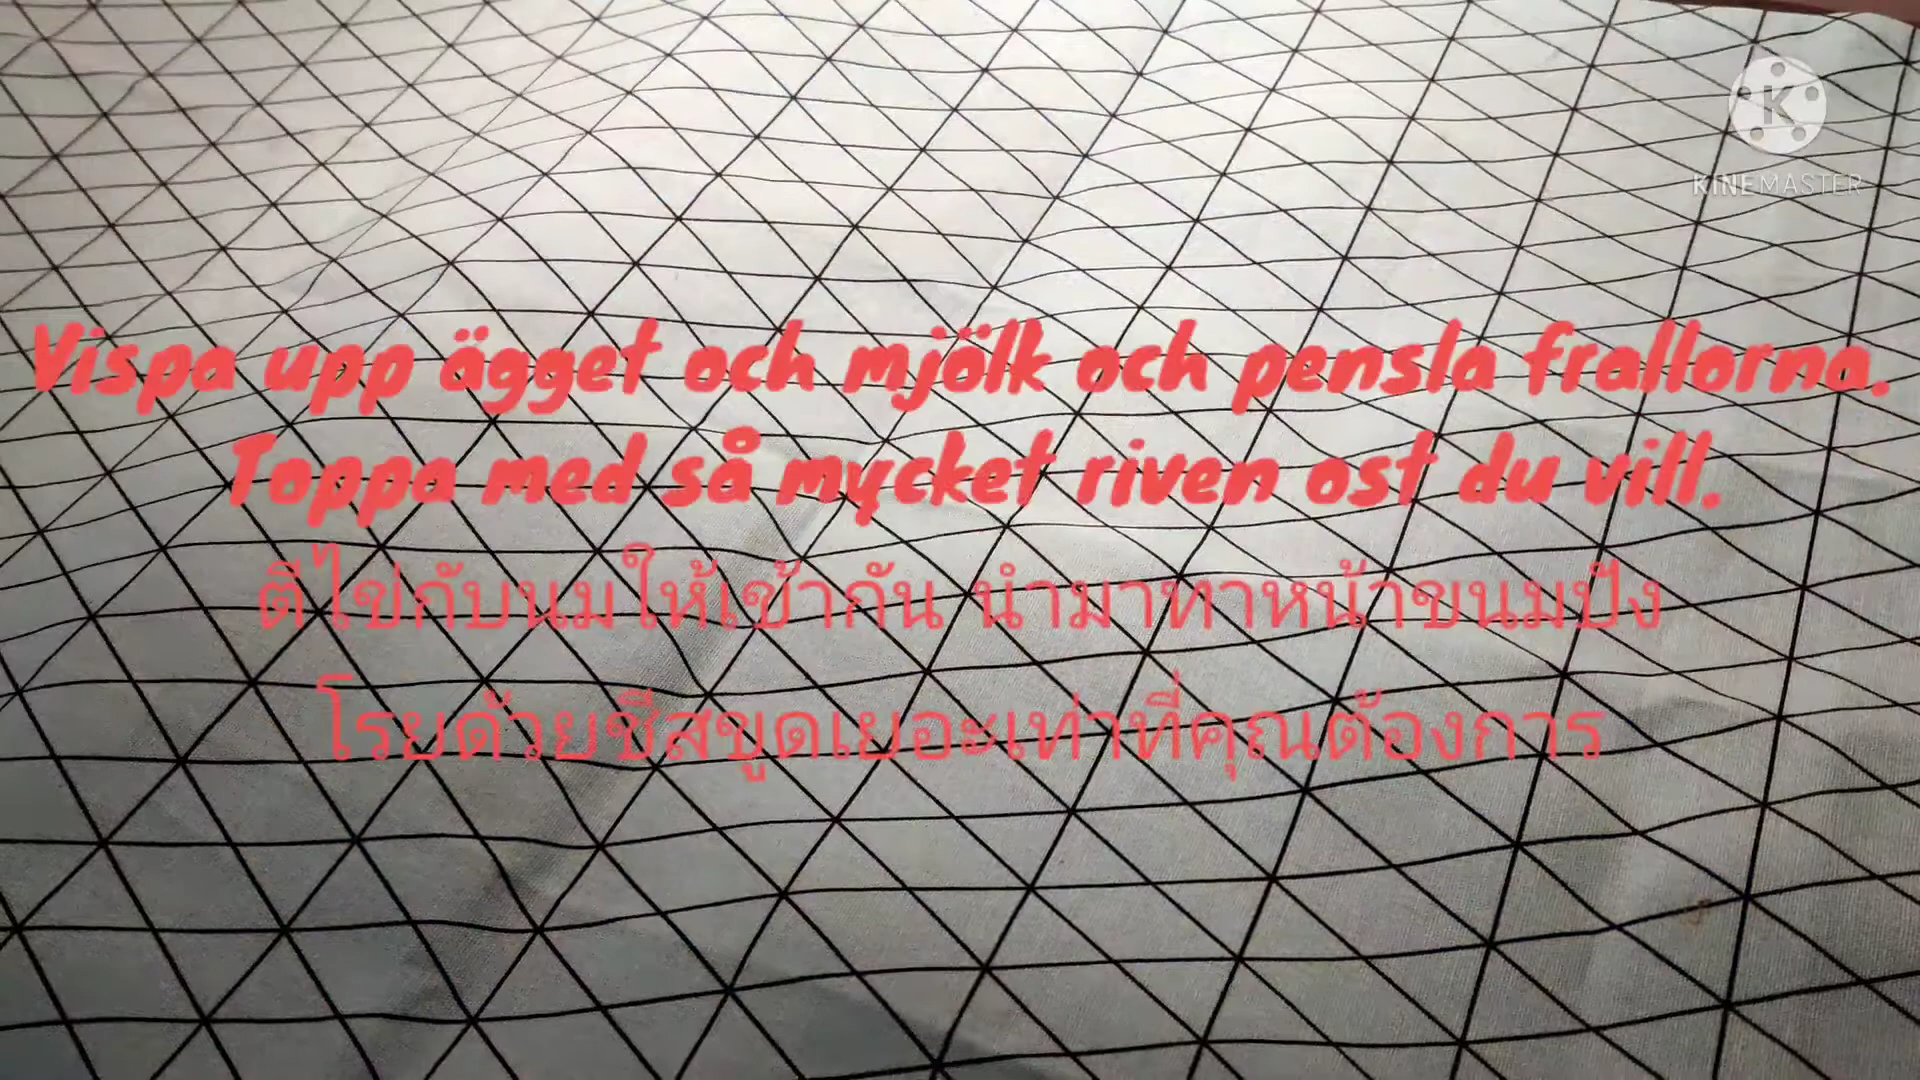 KINEMASTER
Vispa upp ägget och mjölk och pensla frallorna.
Toppa med så mycket riven ost du vill.
ตีไข่กับนมให้เข้ากัน นำมาทาหน้าขนมปัง
โรยด้วยชีสขูดเยอะเท่าที่คุณต้องการ